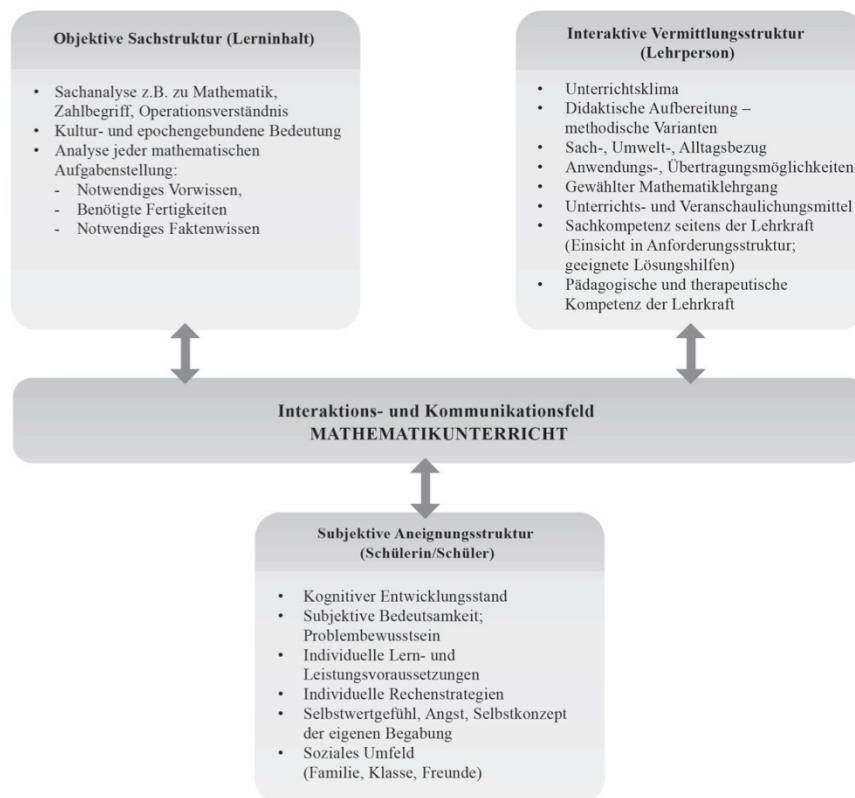 Objektive Sachstruktur (Lerninhalt)
• Sachanalyse z.B. zu Mathematik,
Zahlbegriff, Operationsverständnis
• Kultur- und epochengebundene Bedeutung
• Analyse jeder mathematischen
Aufgabenstellung:
- Notwendiges Vorwissen,
- Benötigte Fertigkeiten
- Notwendiges Faktenwissen
Interaktive Vermittlungsstruktur
(Lehrperson)
• Unterrichtsklima
• Didaktische Aufbereitung –
methodische Varianten
• Sach-, Umwelt-, Alltagsbezug
• Anwendungs-, Übertragungsmöglichkeiten
• Gewählter Mathematiklehrgang
• Unterrichts- und Veranschaulichungsmittel
• Sachkompetenz seitens der Lehrkraft
(Einsicht in Anforderungsstruktur;
geeignete Lösungshilfen)
• Pädagogische und therapeutische
Kompetenz der Lehrkraft
Interaktions- und Kommunikationsfeld
MATHEMATIKUNTERRICHT
Subjektive Aneignungsstruktur
(Schülerin/Schüler)
• Kognitiver Entwicklungsstand
• Subjektive Bedeutsamkeit;
Problembewusstsein
• Individuelle Lern- und
Leistungsvoraussetzungen
• Individuelle Rechenstrategien
• Selbstwertgefühl, Angst, Selbstkonzept
der eigenen Begabung
• Soziales Umfeld
(Familie, Klasse, Freunde)